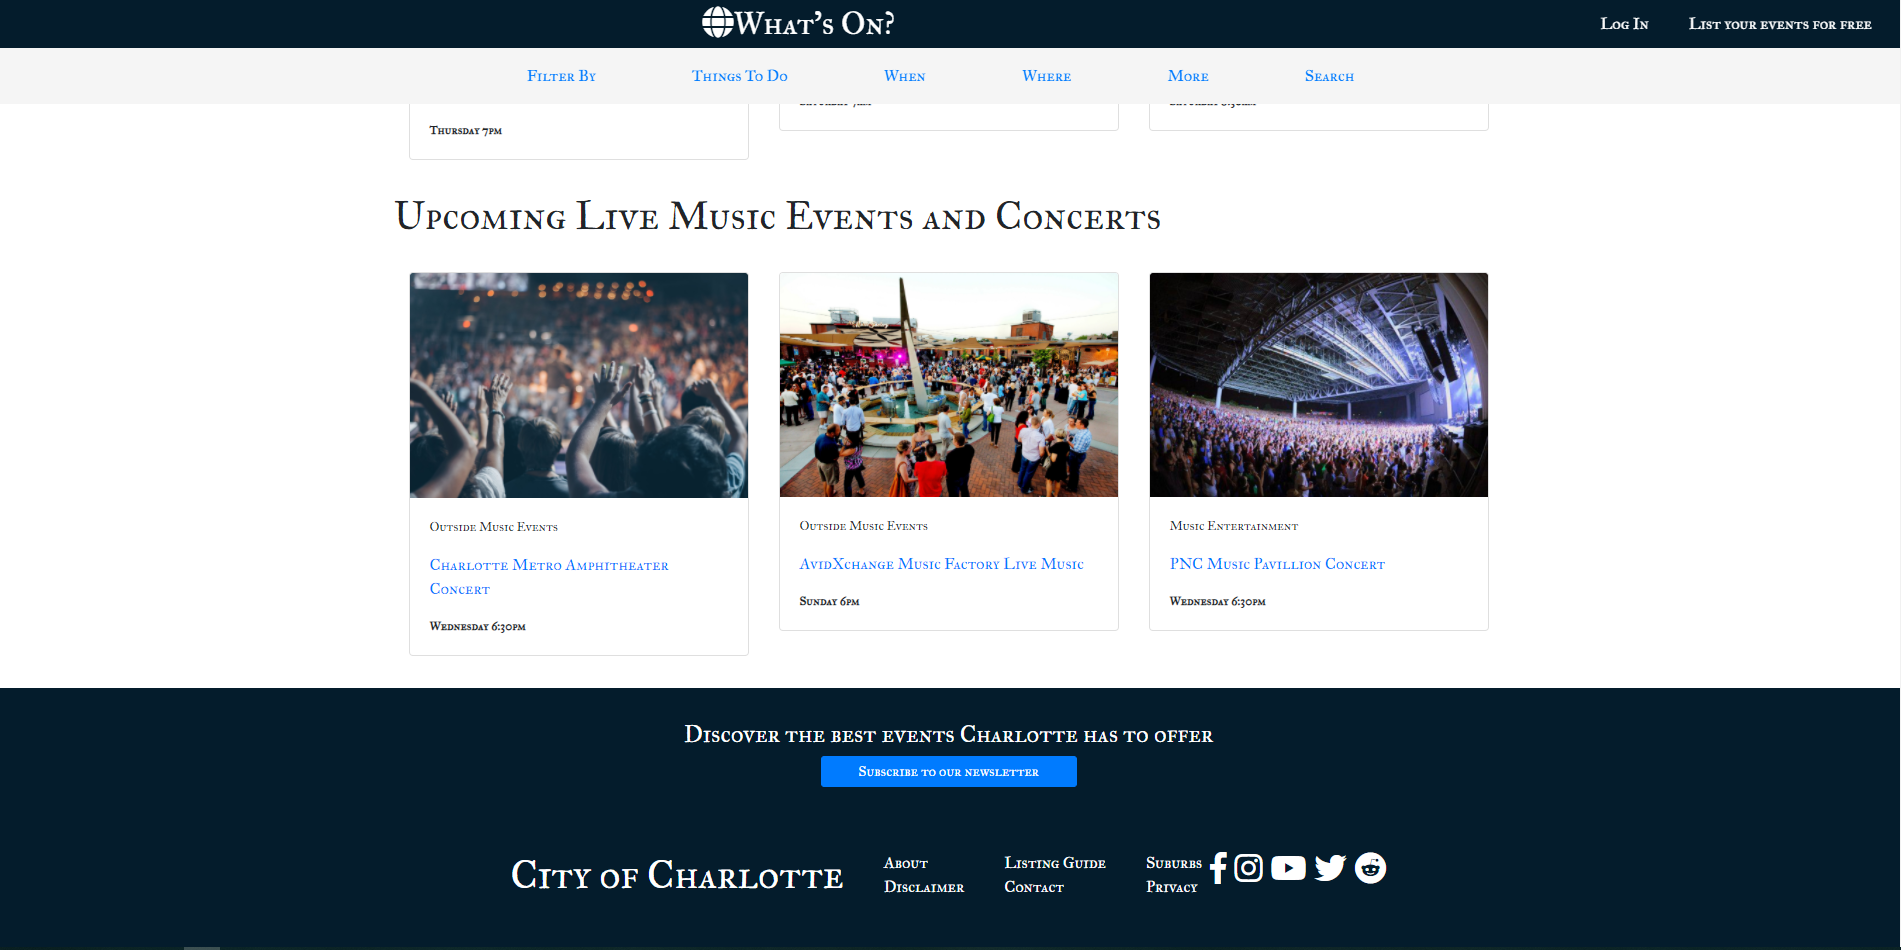 What's On?
Log In
List your events for free
Filter By
Things To Do
When
Where
More
Search
Thursday 7pm
Upcoming Live Music Events and Concerts
Outside Music Events
Charlotte Metro Amphitheater
Concert
Wednesday 6:30pm
Outside Music Events
AvidXchange Music Factory Live Music
Sunday 6pm
Music Entertainment
PNC Music Pavillion Concert
Wednesday 6:30pm
Discover the best events Charlotte has to offer
Subscribe to our newsletter
City of Charlotte
About
Disclaimer
Listing Guide
Contact
Suburbs
Privacy